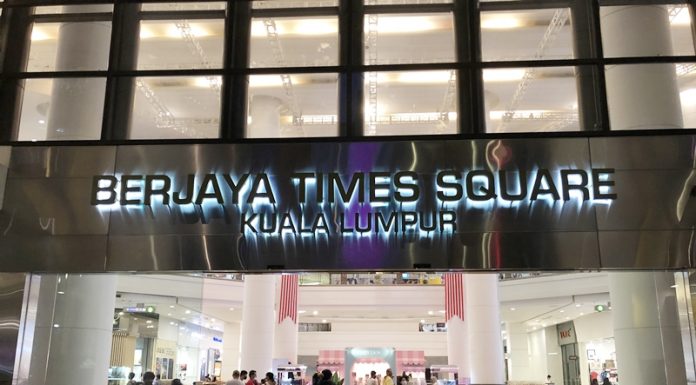 BERJAYA TIMES SQUARE
KUALA LUMPUR